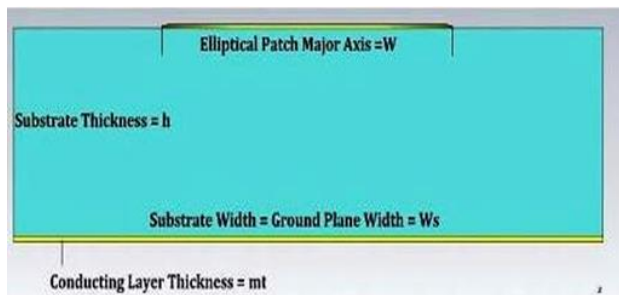 Elliptical Patch Major Axis =W
Substrate Thickness = h
Substrate Width = Ground Plane Width = Ws
Conducting Layer Thickness = mt